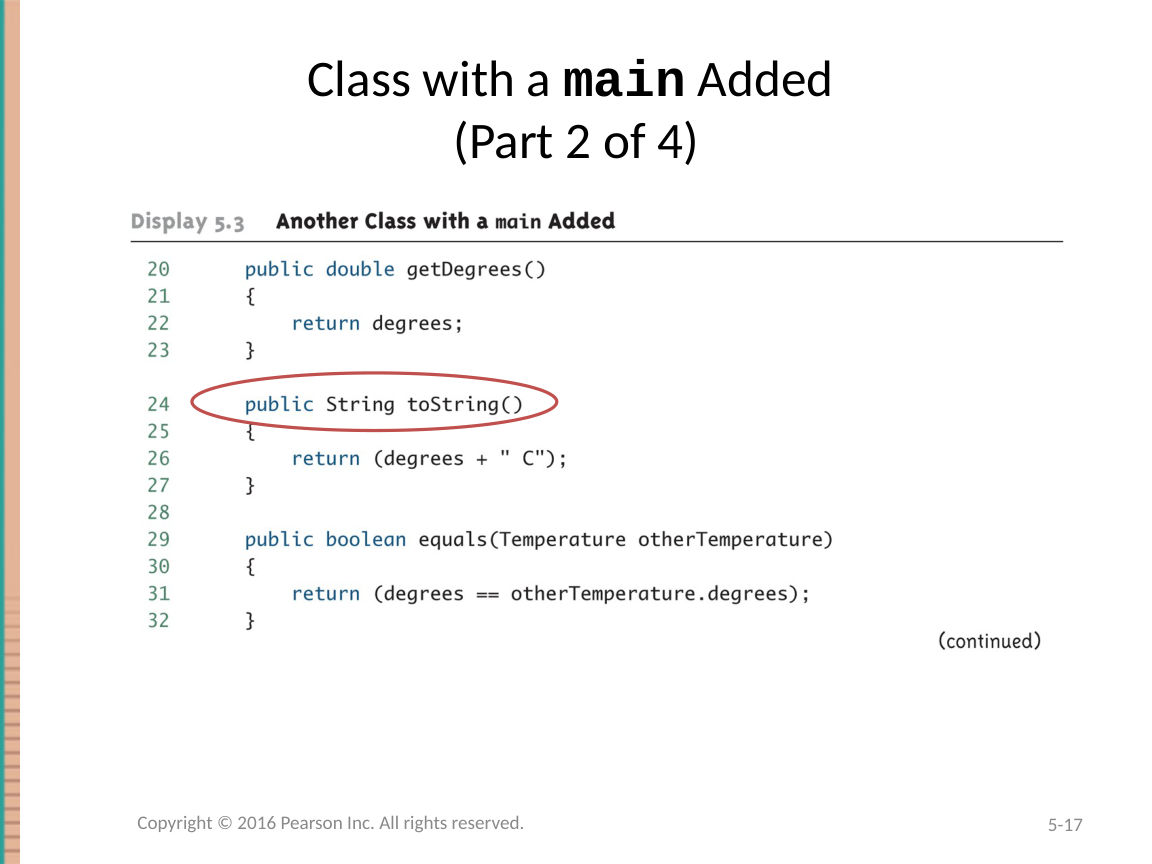 Class with a main Added
(Part 2 of 4)
Display 5.3 Another Class with a main Added
20 public double getDegrees()
21 {
22 return degrees;
23 }
24 public String toString()
25 {
26 return (degrees + " C");
27 }
28
29 public boolean equals(Temperature otherTemperature)
30 {
31 return (degrees == otherTemperature.degrees);
32 }
(continued)
Copyright © 2016 Pearson Inc. All rights reserved.
5-17